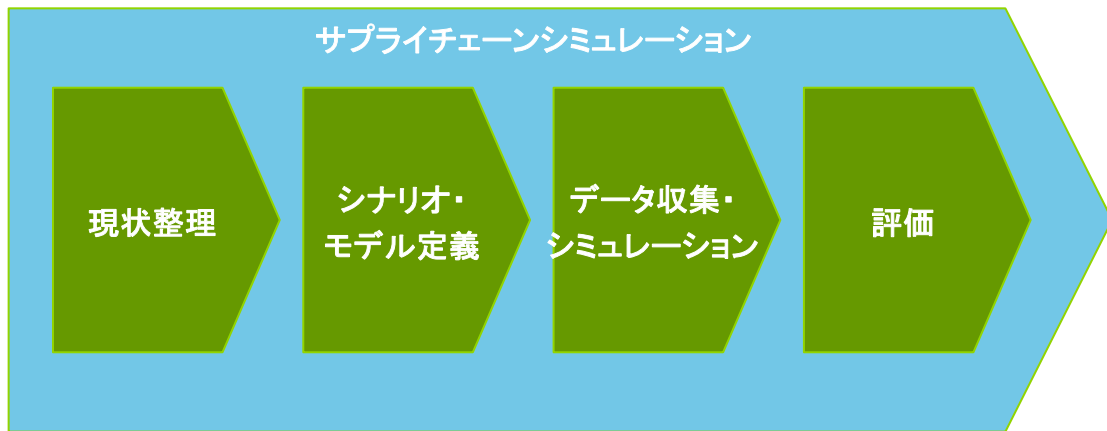 サプライチェーンシミュレーション
現状整理
シナリオ・
モデル定義
データ収集・
シミュレーション
評価